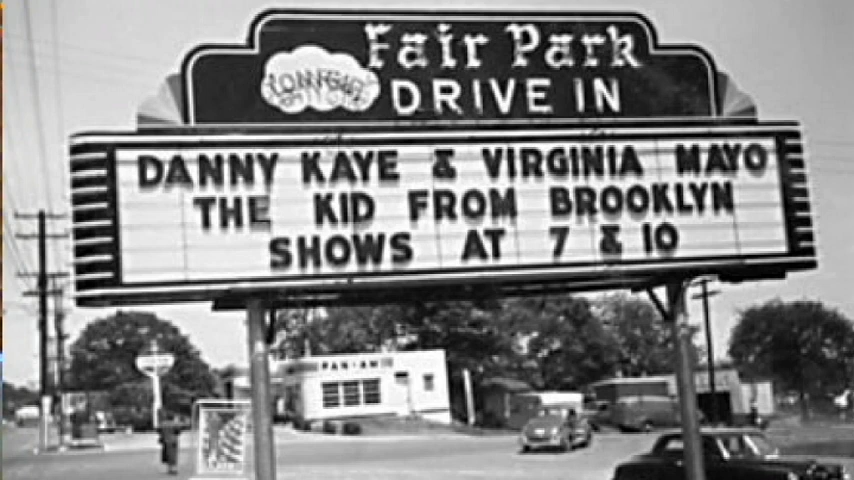 Fair Park
DRIVE IN
DANNY KAYE & VIRGINIA MAYO
THE KID FROM BROOKLYN
SHOWS AT 7 & 10
PAN-AM